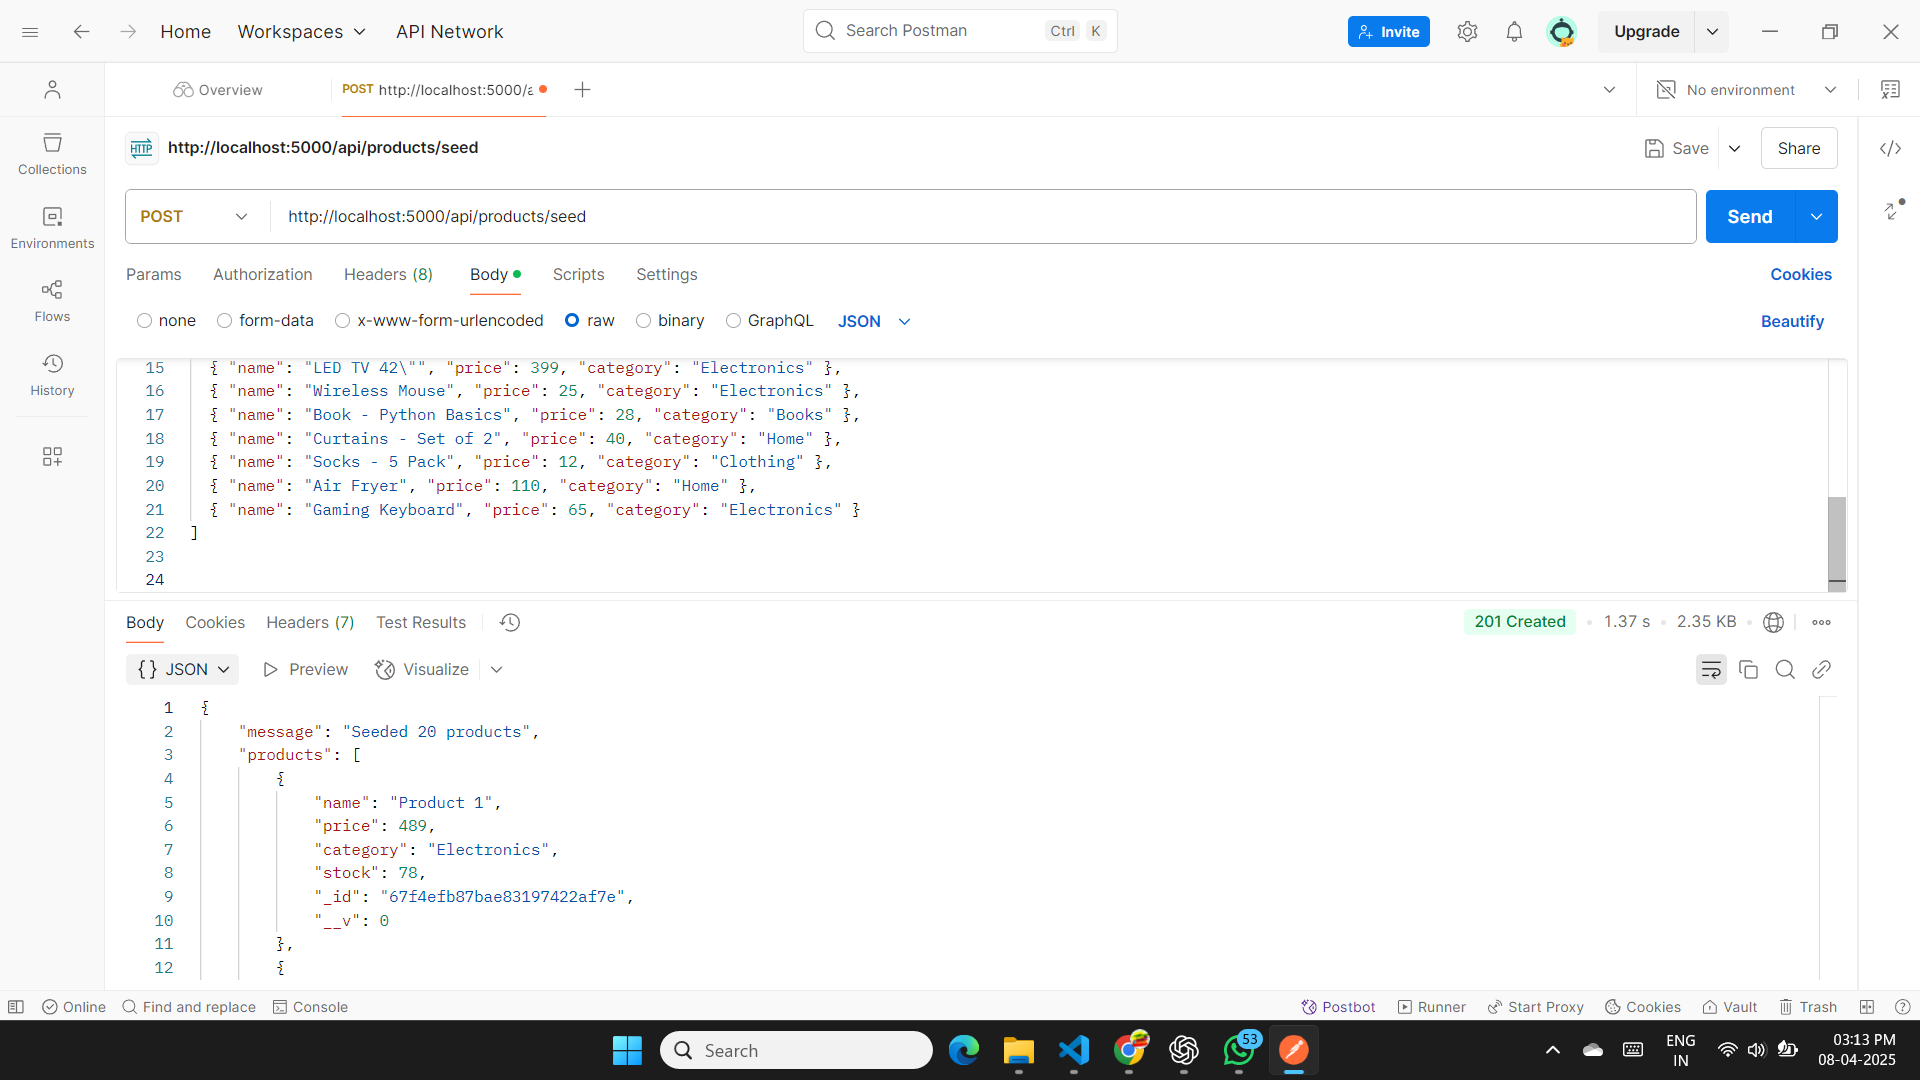 Home
Workspaces
API Network
Search Postman
Ctrl K
Invite
Upgrade
Overview
POST http://localhost:5000/a
No environment
Collections
Environments
Flows
History
HTTP
http://localhost:5000/api/products/seed
Save
Share
POST
http://localhost:5000/api/products/seed
Send
Params
Authorization
Headers (8)
Body
Scripts
Settings
Cookies
none
form-data
x-www-form-urlencoded
raw
binary
GraphQL
JSON
Beautify
15 { "name": "LED TV 42\"", "price": 399, "category": "Electronics" },
16 { "name": "Wireless Mouse", "price": 25, "category": "Electronics" },
17 { "name": "Book - Python Basics", "price": 28, "category": "Books" },
18 { "name": "Curtains - Set of 2", "price": 40, "category": "Home" },
19 { "name": "Socks - 5 Pack", "price": 12, "category": "Clothing" },
20 { "name": "Air Fryer", "price": 110, "category": "Home" },
21 { "name": "Gaming Keyboard", "price": 65, "category": "Electronics" }
22 ]
23
24
Body
Cookies
Headers (7)
Test Results
201 Created
1.37 s
2.35 KB
{} JSON
Preview
Visualize
1 {
2 "message": "Seeded 20 products",
3 "products": [
4 {
5 "name": "Product 1",
6 "price": 489,
7 "category": "Electronics",
8 "stock": 78,
9 "_id": "67f4efb87bae83197422af7e",
10 "__v": 0
11 },
12 {
Online
Find and replace
Console
Postbot
Runner
Start Proxy
Cookies
Vault
Trash
Search
53
ENG
IN
03:13 PM
08-04-2025